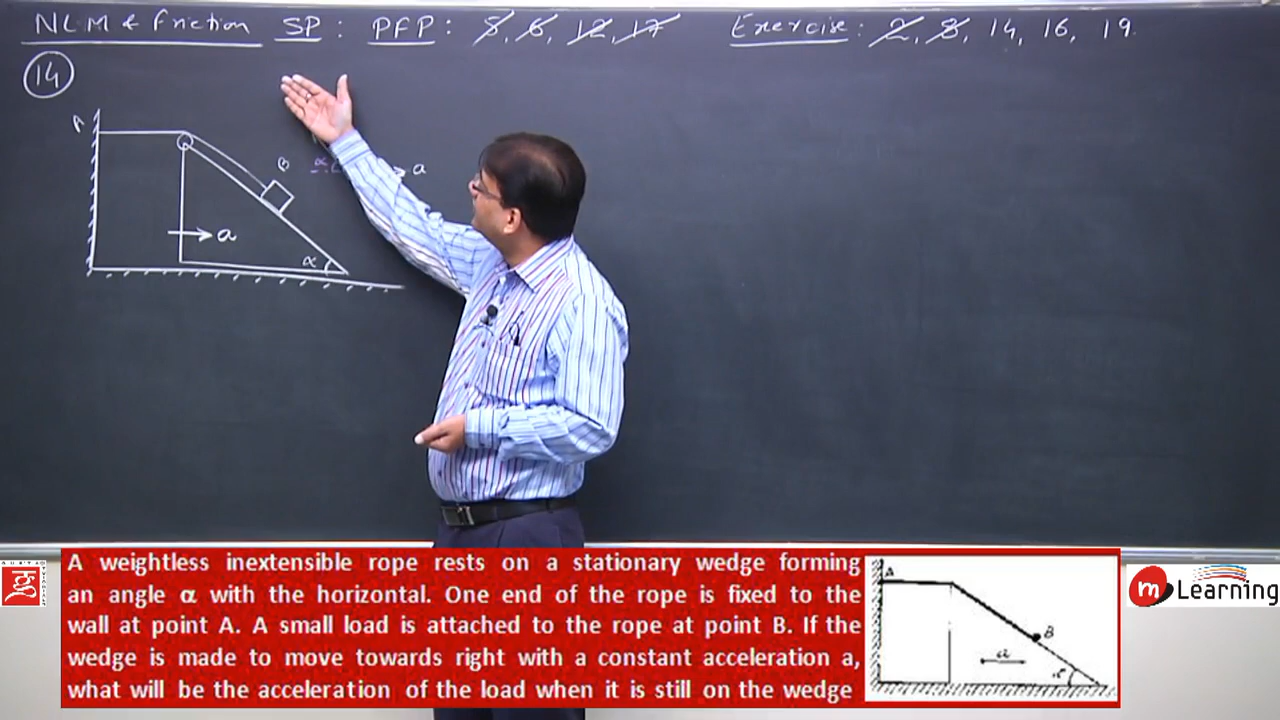 NLM & Friction SP : PFP : 5, 6, 12, 17 Exercise : 2, 8, 14, 16, 19
14
A
B
a
a
α
A weightless inextensible rope rests on a stationary wedge forming
an angle α with the horizontal. One end of the rope is fixed to the
wall at point A. A small load is attached to the rope at point B. If the
wedge is made to move towards right with a constant acceleration a,
what will be the acceleration of the load when it is still on the wedge
A
B
a
m Learning